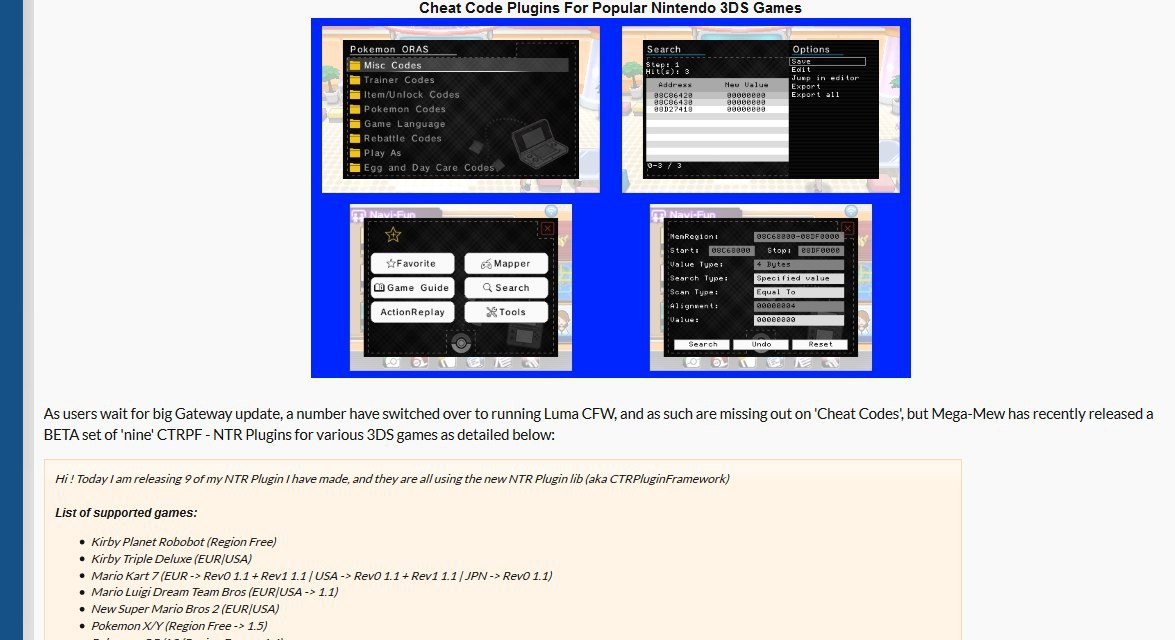 Cheat Code Plugins For Popular Nintendo 3DS Games
Pokemon ORAS
Misc Codes
Trainer Codes
Item/Unlock Codes
Pokemon Codes
Game Language
Rebattle Codes
Play As
Egg and Day Care Codes
Search
Step: 1
Hit(s): 3
Address New Value
08C86420 00000000
08C86430 00000000
08D27418 00000000
0-3 / 3
Options
Save
Edit
Jump in editor
Export
Export all
Navi-Fun
Favorite Mapper
Game Guide Search
ActionReplay Tools
Navi-Fun
MemRegion: 08C68000-08DF0000
Start: 08C68000 Stop: 08DF0000
Value Type: 4 Bytes
Search Type: Specified value
Scan Type: Equal To
Alignment: 00000004
Value: 00000000
Search Undo Reset
As users wait for big Gateway update, a number have switched over to running Luma CFW, and as such are missing out on 'Cheat Codes', but Mega-Mew has recently released a
BETA set of 'nine' CTRPF - NTR Plugins for various 3DS games as detailed below:
Hi ! Today I am releasing 9 of my NTR Plugin I have made, and they are all using the new NTR Plugin lib (aka CTRPluginFramework)
List of supported games:
• Kirby Planet Robobot (Region Free)
• Kirby Triple Deluxe (EUR|USA)
• Mario Kart 7 (EUR -> Rev0 1.1 + Rev1 1.1 | USA -> Rev0 1.1 + Rev1 1.1 | JPN -> Rev0 1.1)
• Mario Luigi Dream Team Bros (EUR|USA -> 1.1)
• New Super Mario Bros 2 (EUR|USA)
• Pokemon X/Y (Region Free -> 1.5)